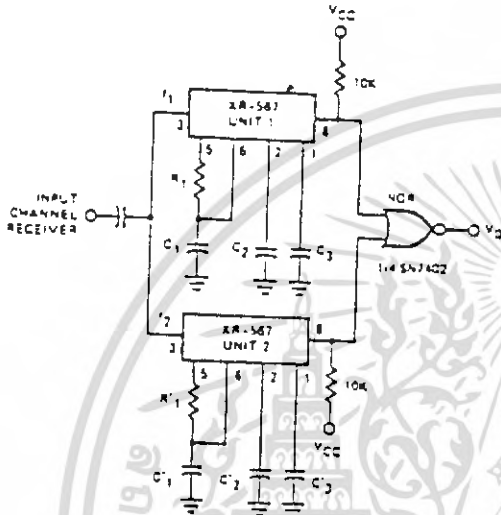 VCC
10K
f1
XR-567
UNIT 1
3
8
5
6
2
1
R1
C1
C2
C3
INPUT
CHANNEL
RECEIVER
NOR
VO
1/4 SN7402
f2
XR-567
UNIT 2
3
8
5
6
2
1
R'1
10K
VCC
C'1
C'2
C'3